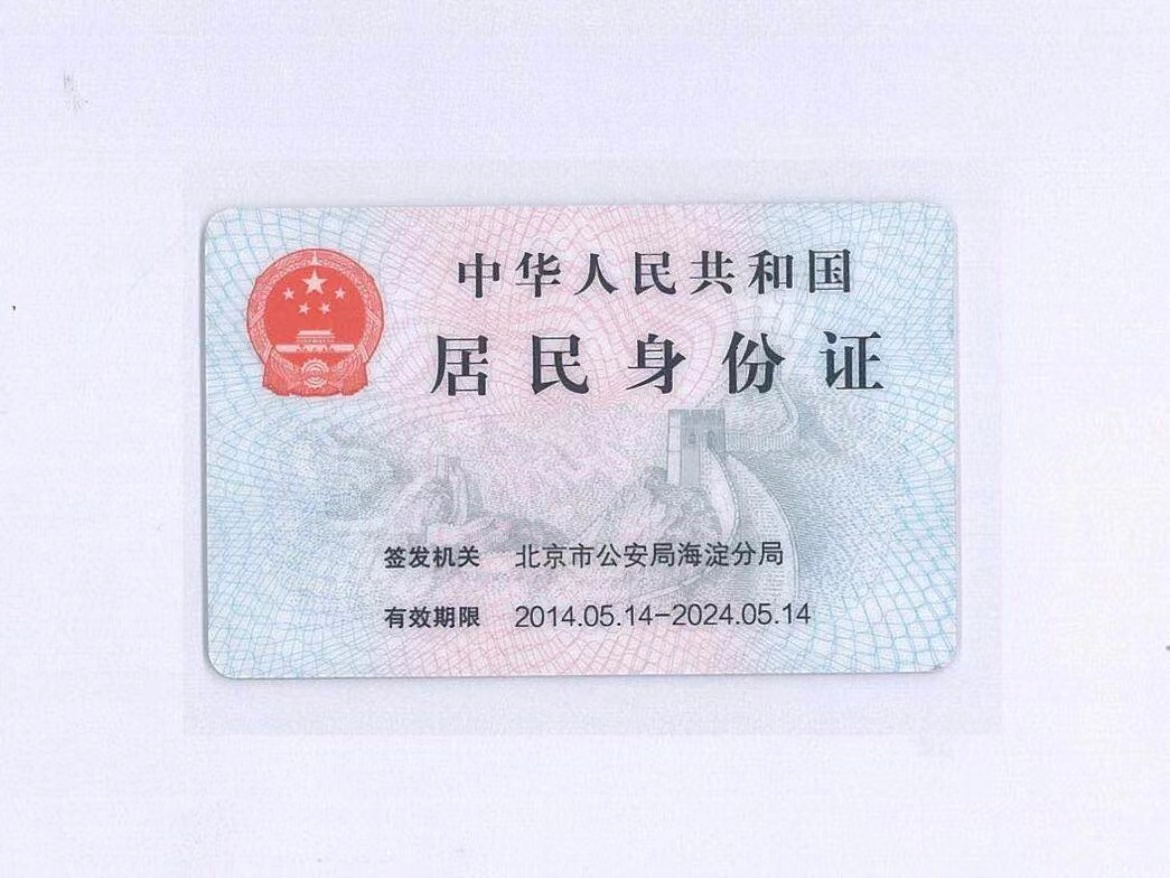 中华人民共和国
居民身份证
签发机关 北京市公安局海淀分局
有效期限 2014.05.14-2024.05.14